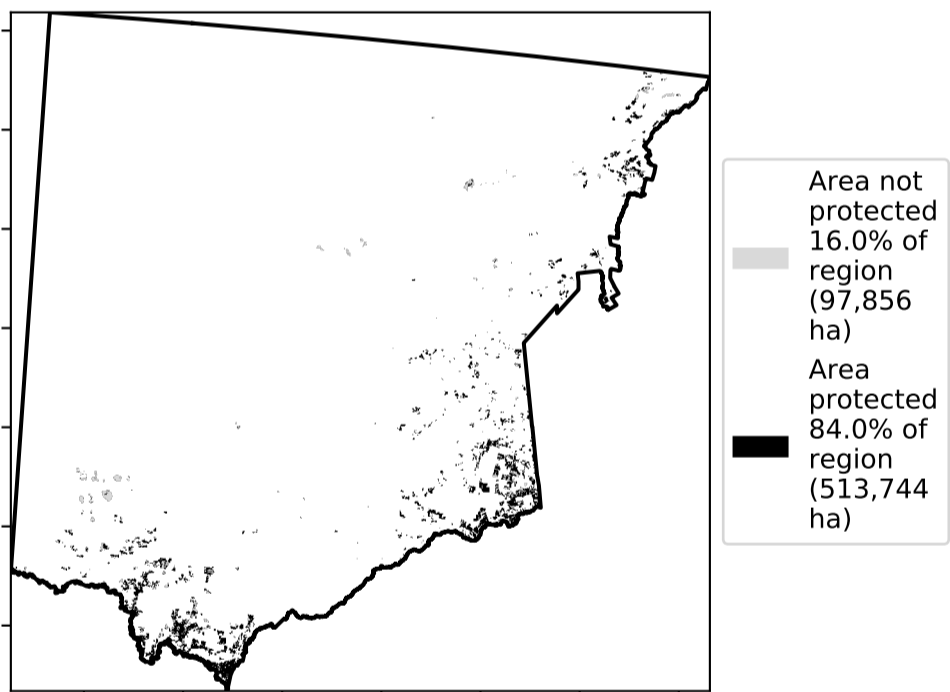 Area not
protected
16.0% of
region
(97,856
ha)
Area
protected
84.0% of
region
(513,744
ha)